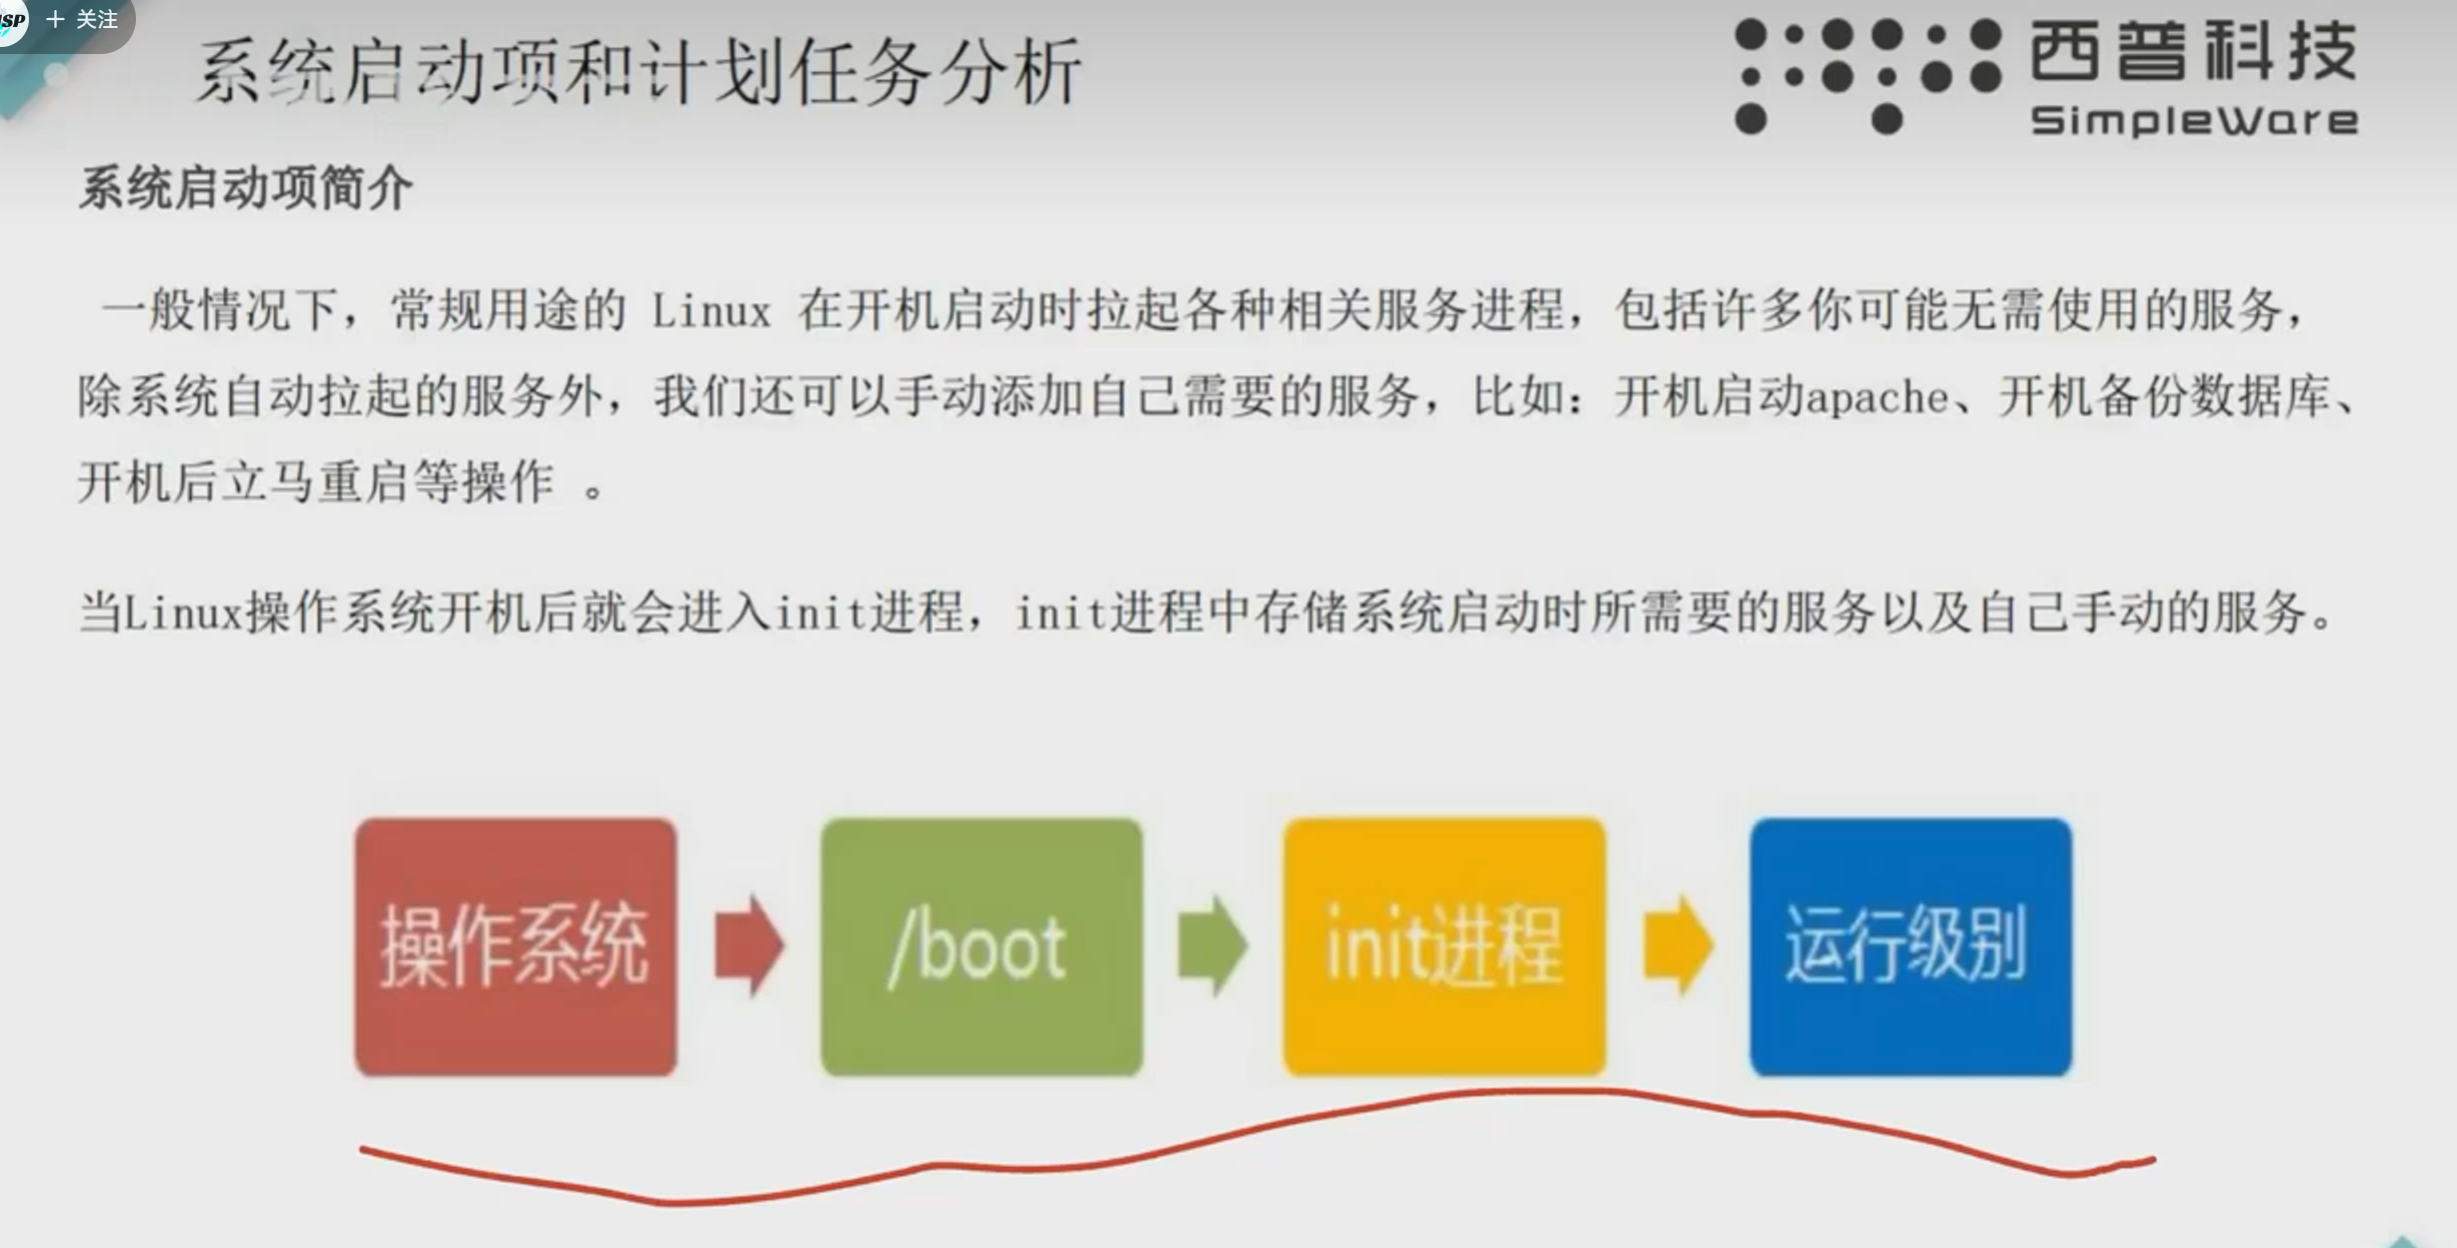 + 关注
系统启动项和计划任务分析
西普科技
SimpleWare
系统启动项简介
一般情况下，常规用途的 Linux 在开机启动时拉起各种相关服务进程，包括许多你可能无需使用的服务，
除系统自动拉起的服务外，我们还可以手动添加自己需要的服务，比如：开机启动apache、开机备份数据库、
开机后立马重启等操作 。
当Linux操作系统开机后就会进入init进程，init进程中存储系统启动时所需要的服务以及自己手动的服务。
操作系统
/boot
init进程
运行级别